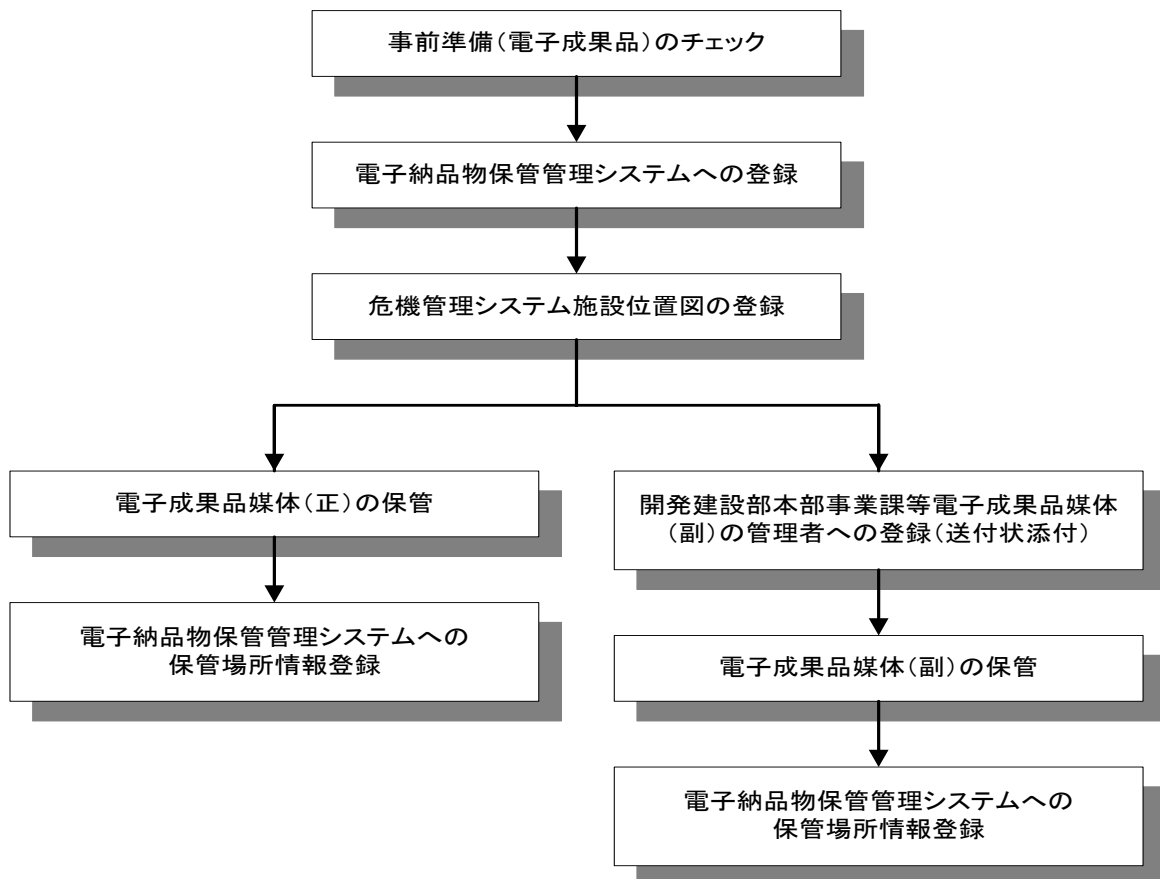 事前準備(電子成果品)のチェック
電子納品物保管管理システムへの登録
危機管理システム施設位置図の登録
電子成果品媒体(正)の保管
電子納品物保管管理システムへの
保管場所情報登録
開発建設部本部事業課等電子成果品媒体
(副)の管理者への登録(送付状添付)
電子成果品媒体(副)の保管
電子納品物保管管理システムへの
保管場所情報登録